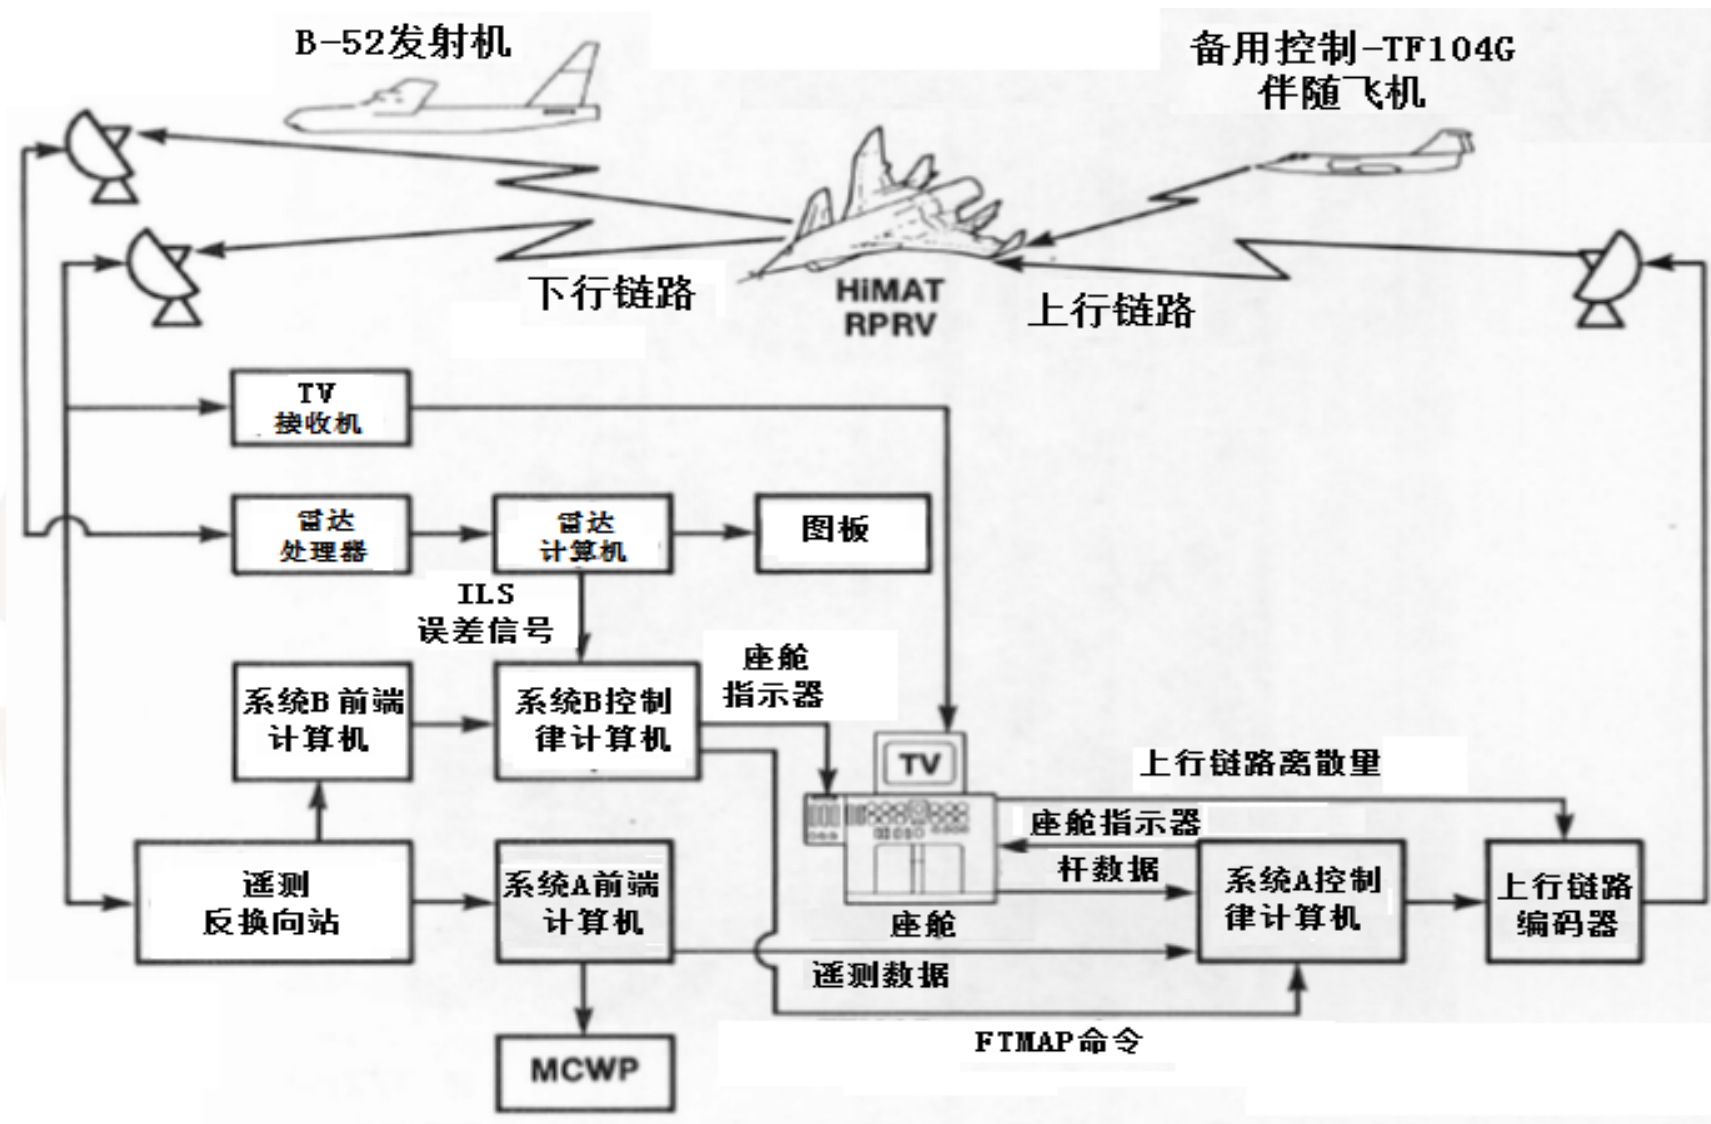 B-52发射机
备用控制-TF104G
伴随飞机
下行链路
HiMAT
RPRV
上行链路
TV
接收机
雷达
处理器
雷达
计算机
图板
ILS
误差信号
系统B 前端
计算机
系统B控制
律计算机
座舱
指示器
TV
上行链路离散量
座舱指示器
杆数据
遥测
反换向站
系统A前端
计算机
座舱
系统A控制
律计算机
上行链路
编码器
遥测数据
FTMAP命令
MCWP